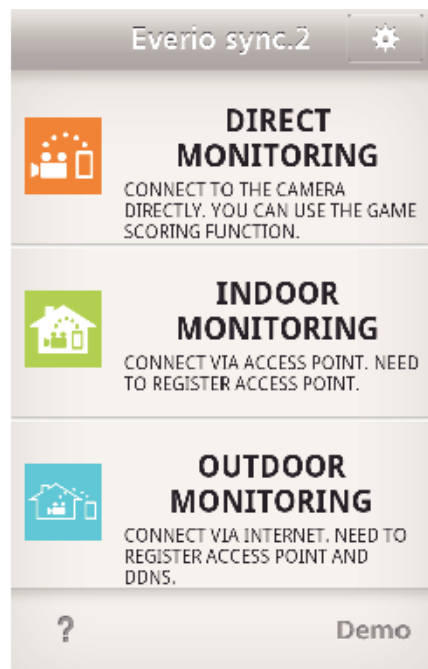 Everio sync.2
DIRECT
MONITORING
CONNECT TO THE CAMERA
DIRECTLY. YOU CAN USE THE GAME
SCORING FUNCTION.
INDOOR
MONITORING
CONNECT VIA ACCESS POINT. NEED
TO REGISTER ACCESS POINT.
OUTDOOR
MONITORING
CONNECT VIA INTERNET. NEED TO
REGISTER ACCESS POINT AND
DDNS.
? Demo